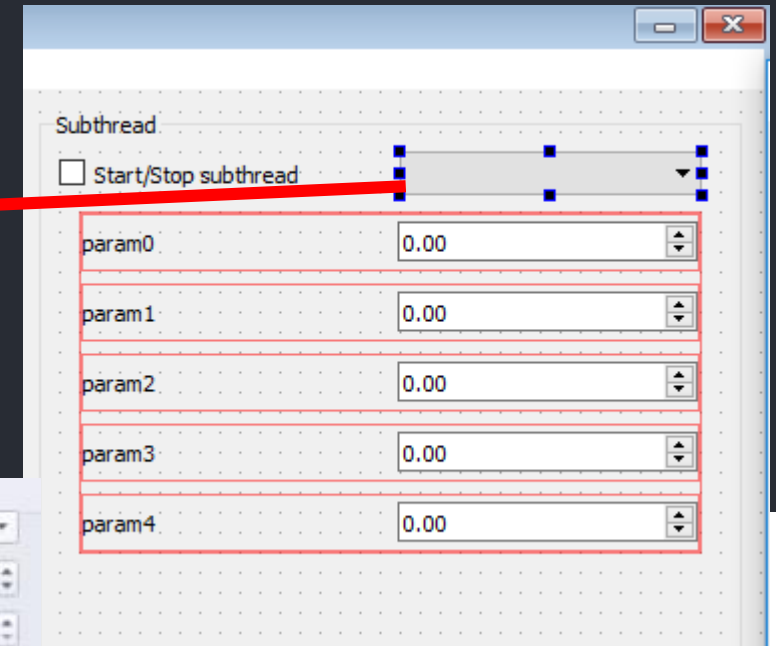 Subthread
Start/Stop subthread
param0 0.00
param1 0.00
param2 0.00
param3 0.00
param4 0.00